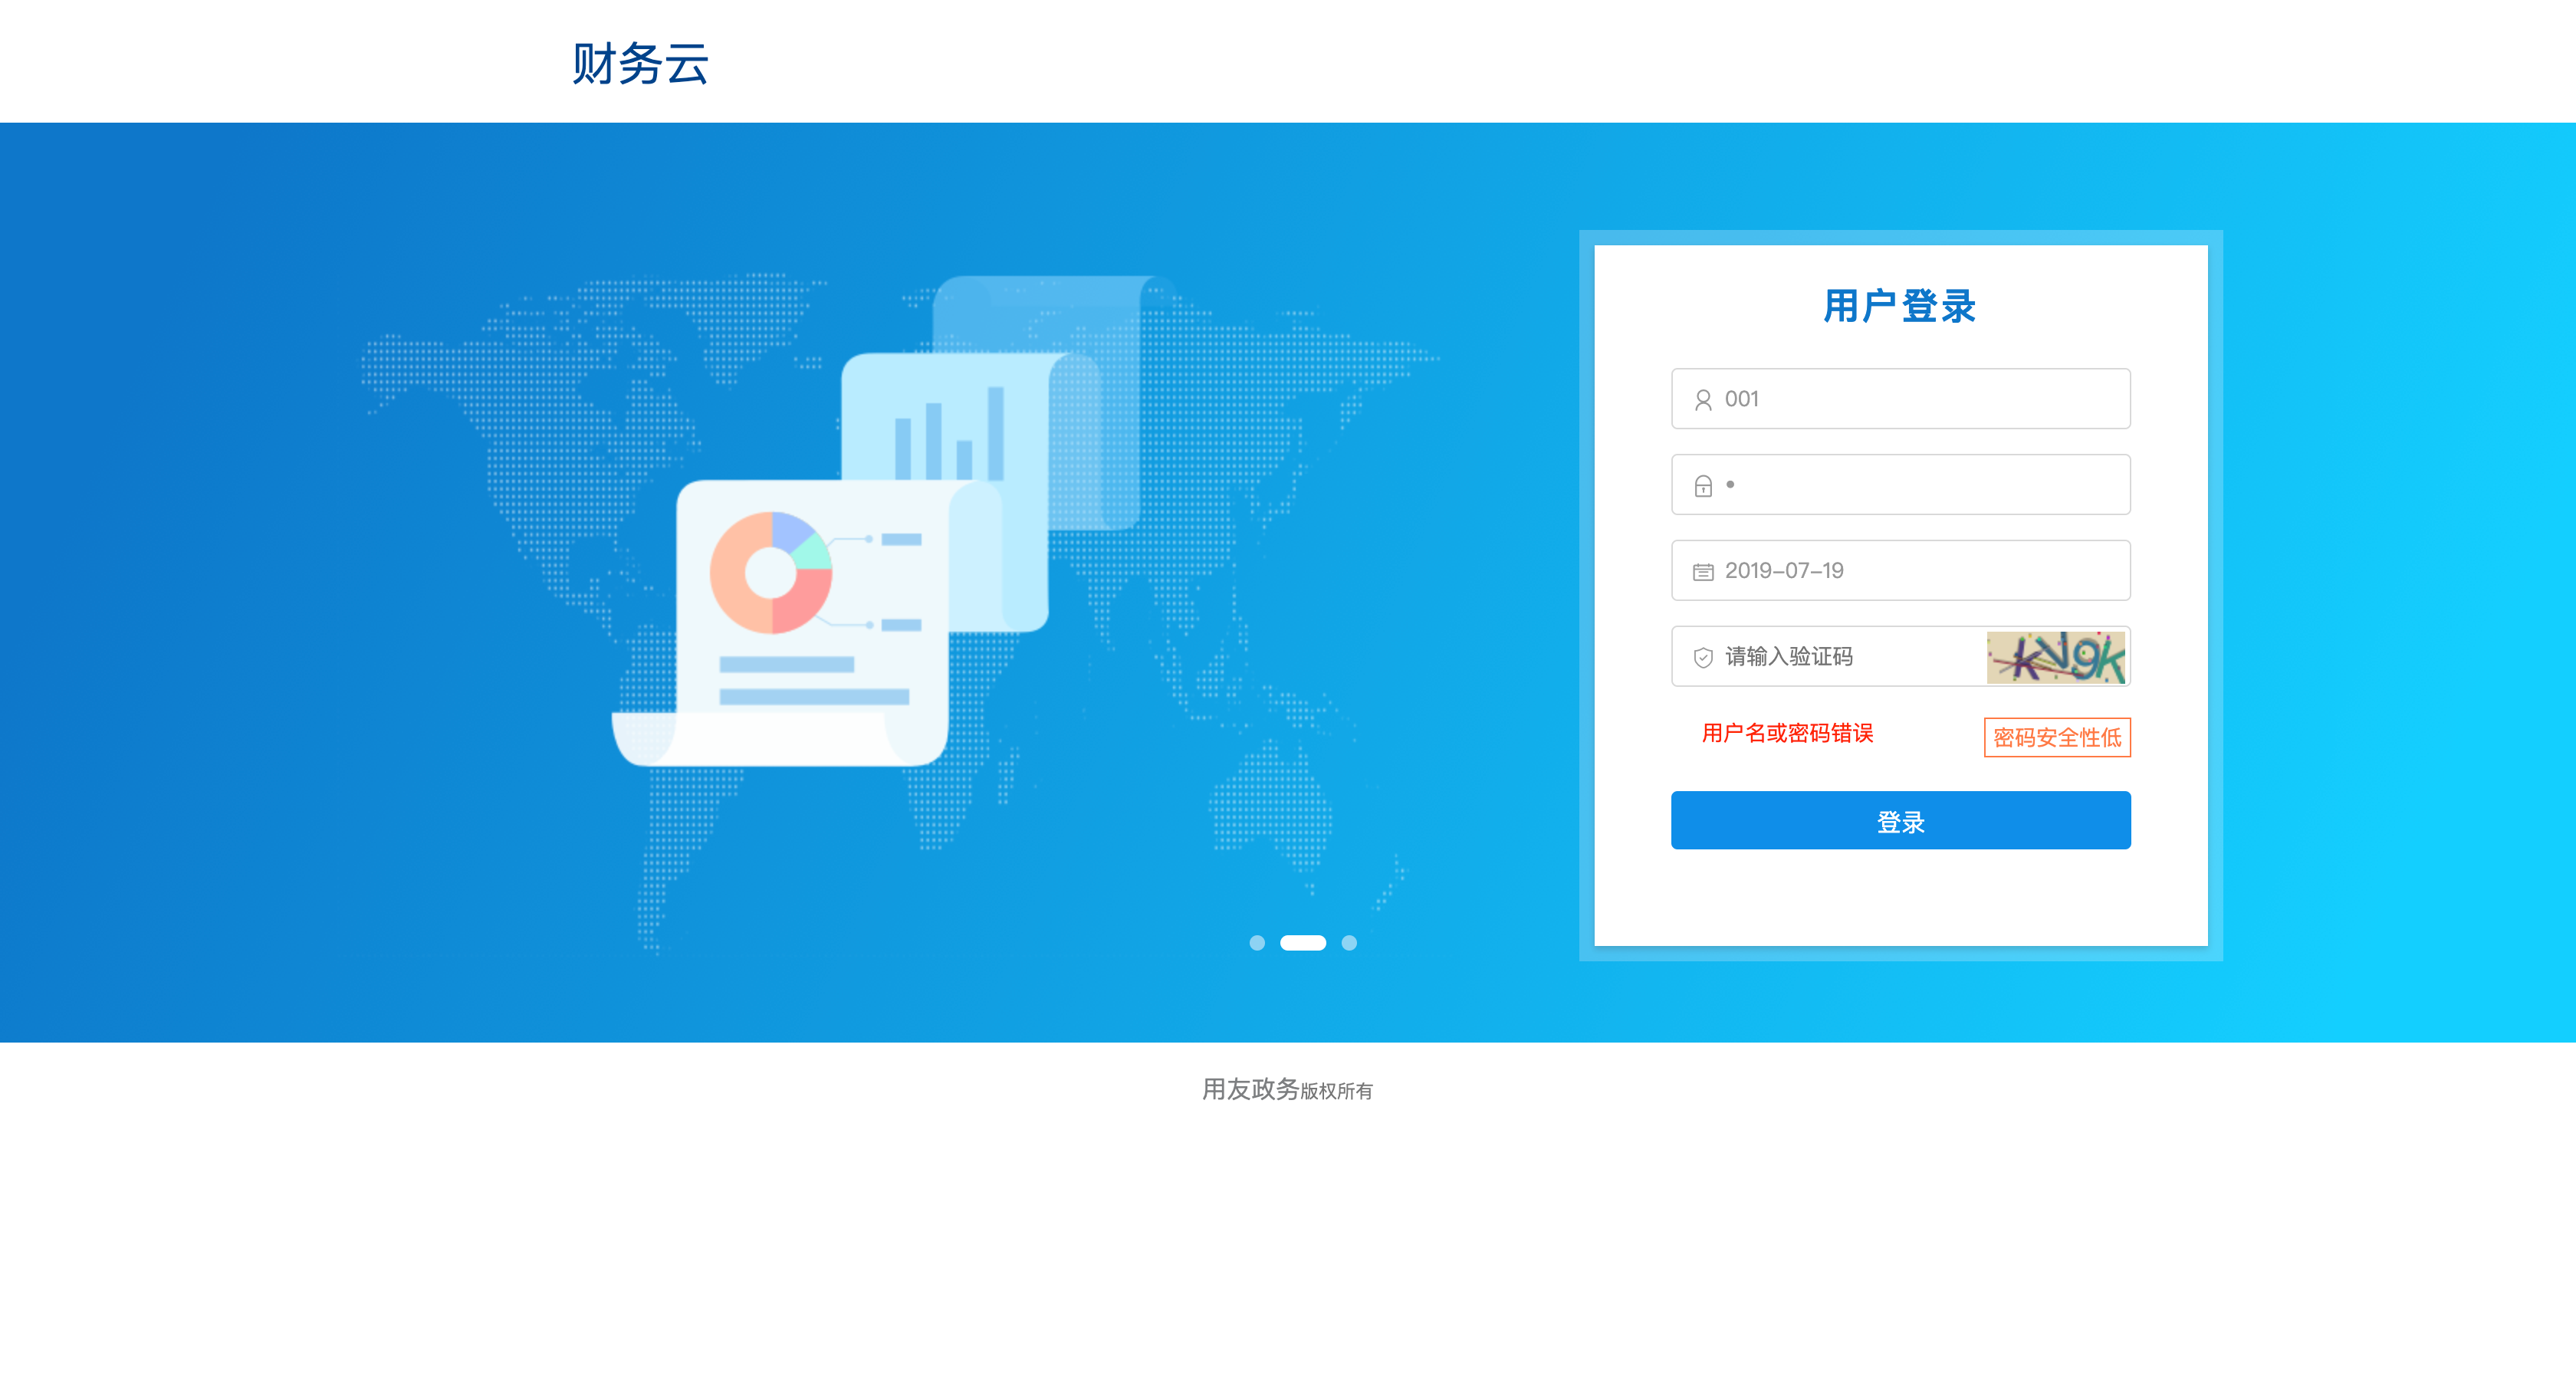 财务云
用户登录
001
•
2019-07-19
请输入验证码
kV9k
用户名或密码错误
密码安全性低
登录
用友政务版权所有